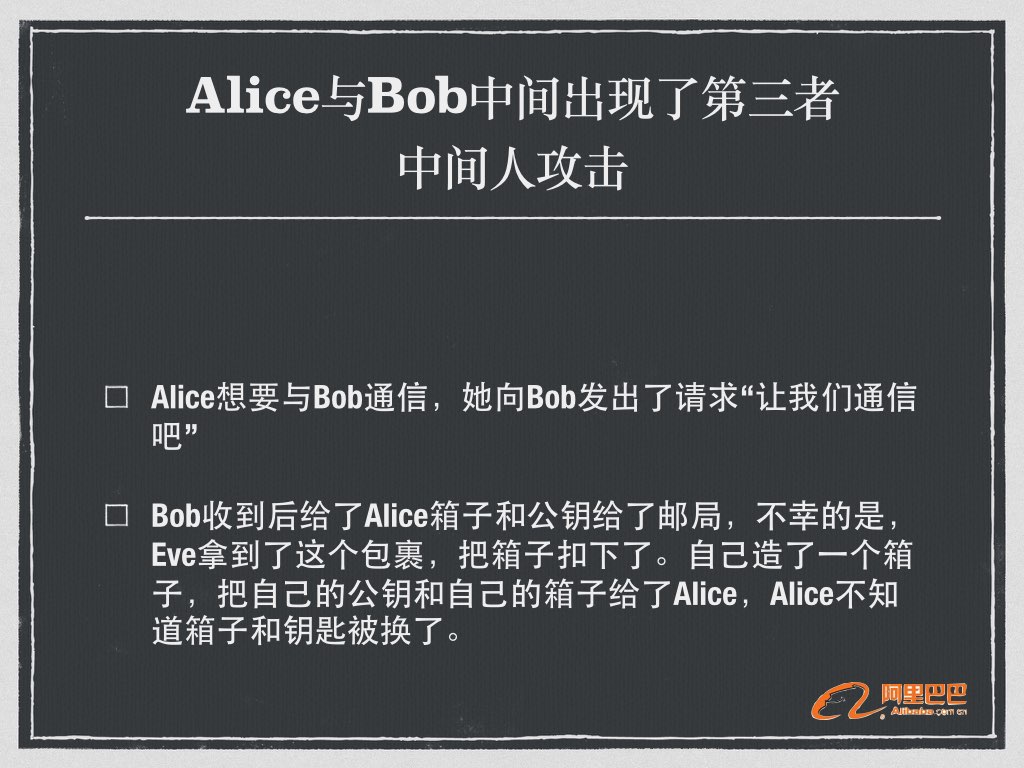 Alice与Bob中间出现了第三者
中间人攻击
Alice想要与Bob通信，她向Bob发出了请求“让我们通信
吧”
Bob收到后给了Alice箱子和公钥给了邮局，不幸的是，
Eve拿到了这个包裹，把箱子扣下了。自己造了一个箱
子，把自己的公钥和自己的箱子给了Alice，Alice不知
道箱子和钥匙被换了。
阿里巴巴
Alibaba.com.cn